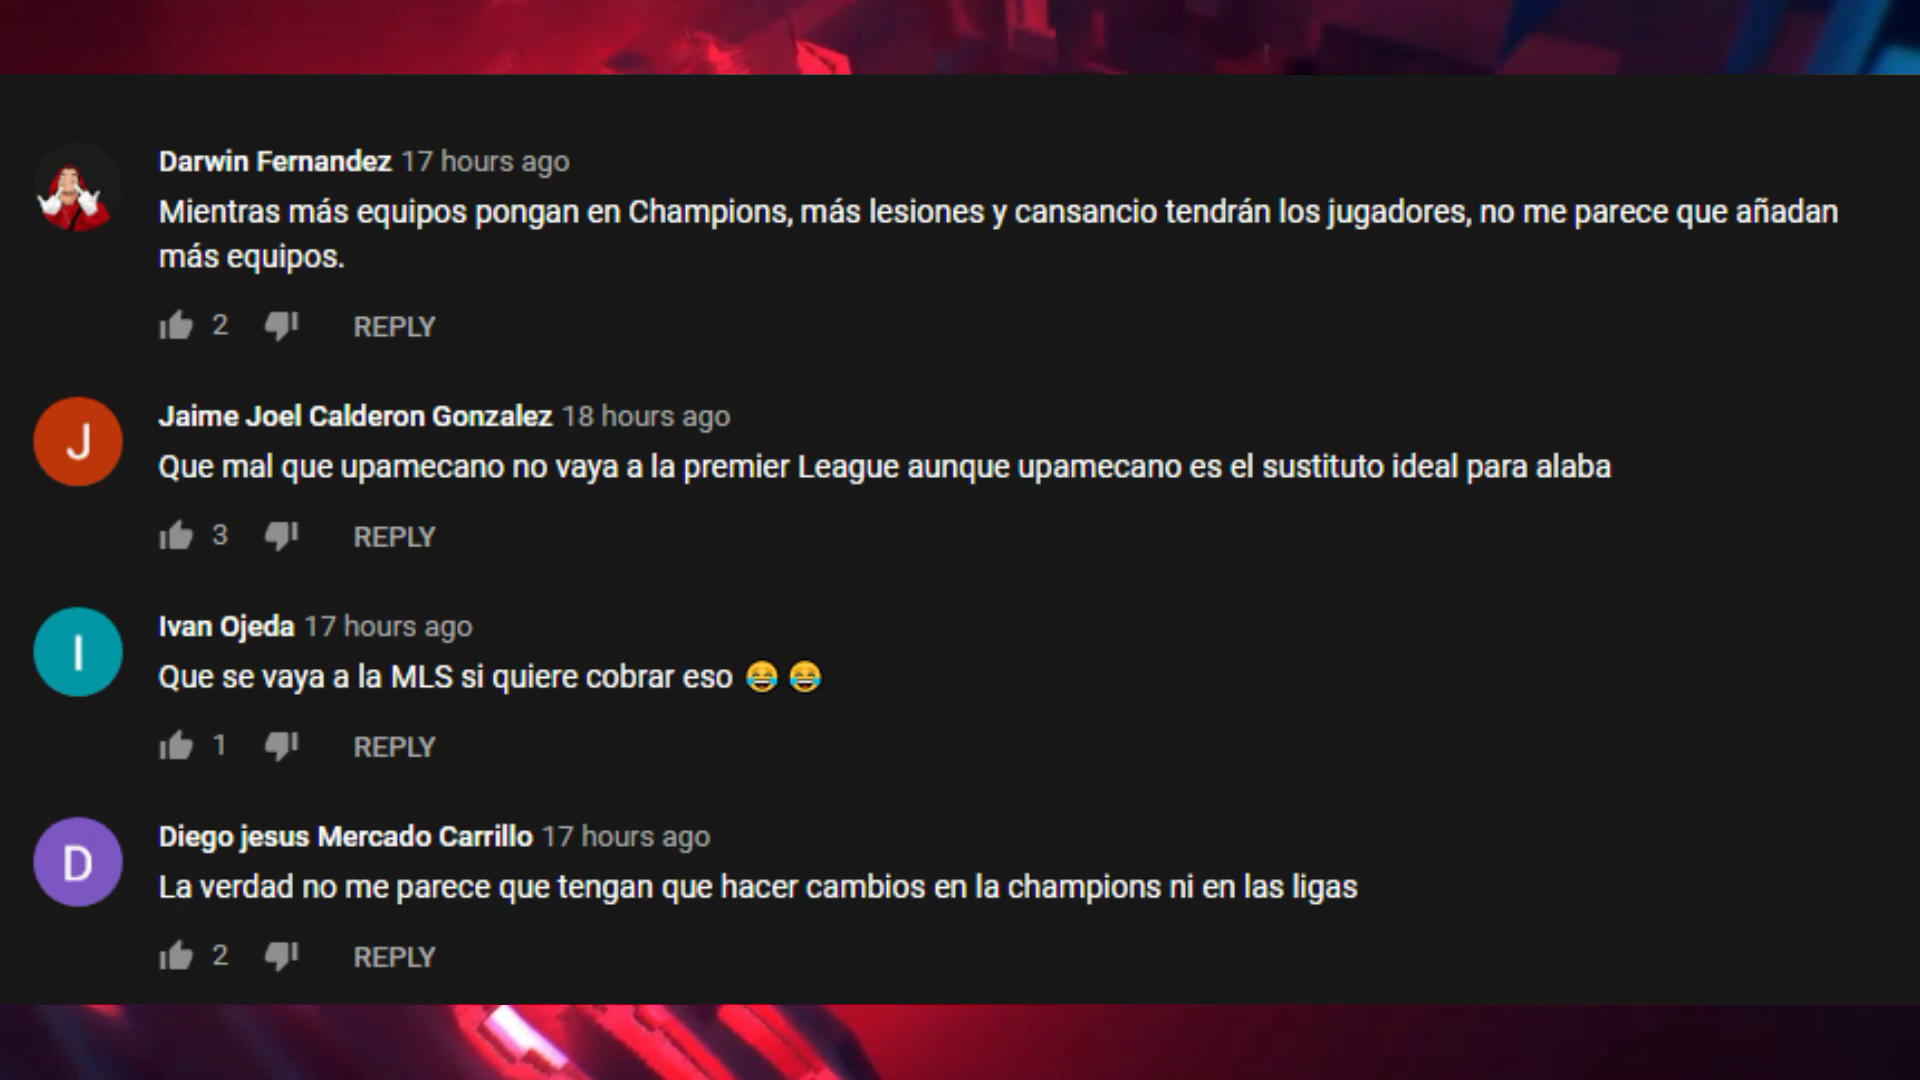 Darwin Fernandez 17 hours ago
Mientras más equipos pongan en Champions, más lesiones y cansancio tendrán los jugadores, no me parece que añadan
más equipos.
2 REPLY
J
Jaime Joel Calderon Gonzalez 18 hours ago
Que mal que upamecano no vaya a la premier League aunque upamecano es el sustituto ideal para alaba
3 REPLY
I
Ivan Ojeda 17 hours ago
Que se vaya a la MLS si quiere cobrar eso 😂 😂
1 REPLY
D
Diego jesus Mercado Carrillo 17 hours ago
La verdad no me parece que tengan que hacer cambios en la champions ni en las ligas
2 REPLY